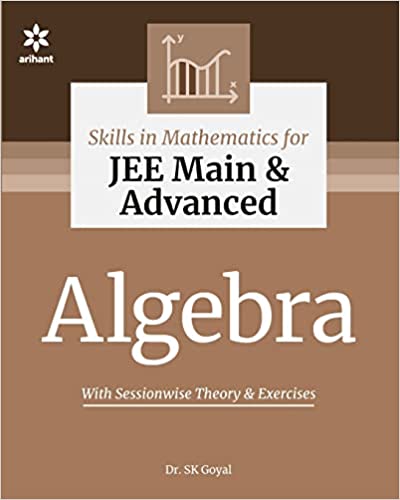 arihant
y
x
Skills in Mathematics for
JEE Main &
Advanced
Algebra
With Sessionwise Theory & Exercises
Dr. SK Goyal